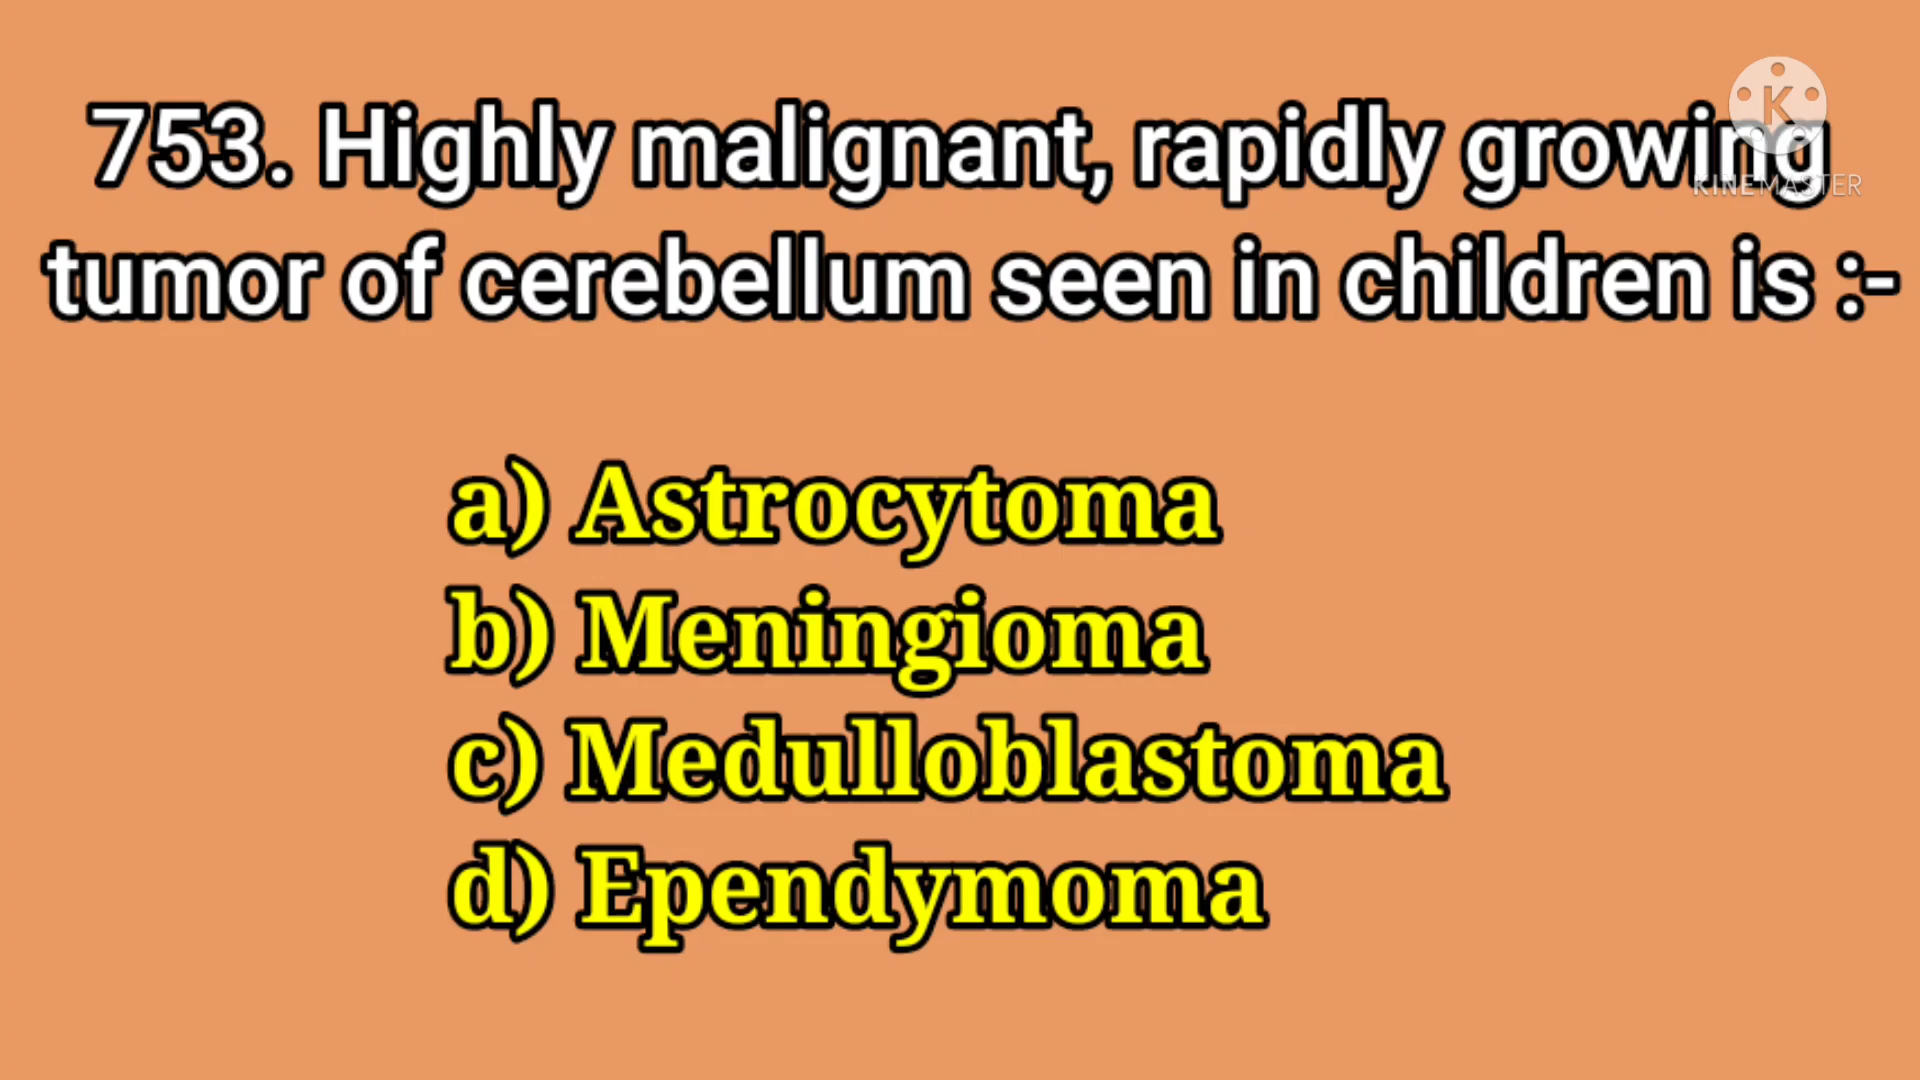 753. Highly malignant, rapidly growing
K
KINEMASTER
tumor of cerebellum seen in children is :-
a) Astrocytoma
b) Meningioma
c) Medulloblastoma
d) Ependymoma